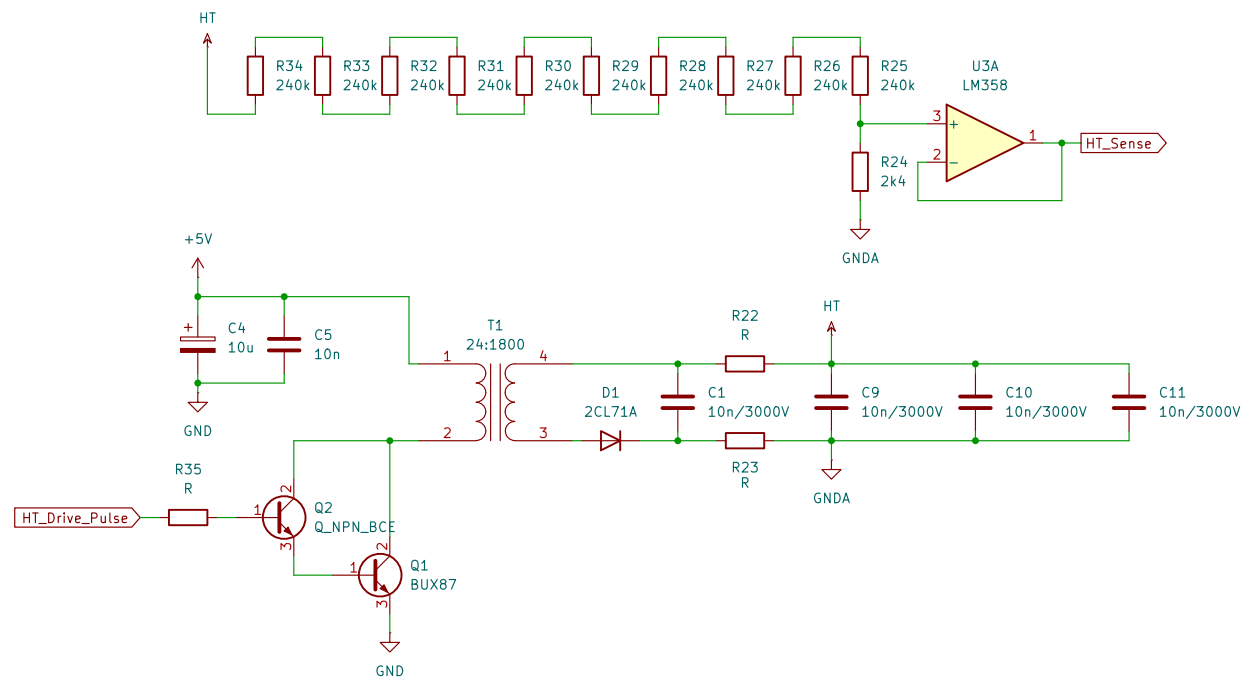 HT
R34
240k
R33
240k
R32
240k
R31
240k
R30
240k
R29
240k
R28
240k
R27
240k
R26
240k
R25
240k
U3A
LM358
3
+
2
−
1
HT_Sense
R24
2k4
GNDA
+5V
+
C4
10u
C5
10n
GND
T1
24:1800
1
2
4
3
D1
2CL71A
C1
10n/3000V
R22
R
R23
R
HT
C9
10n/3000V
C10
10n/3000V
C11
10n/3000V
GNDA
HT_Drive_Pulse
R35
R
1
2
3
Q2
Q_NPN_BCE
1
2
3
Q1
BUX87
GND